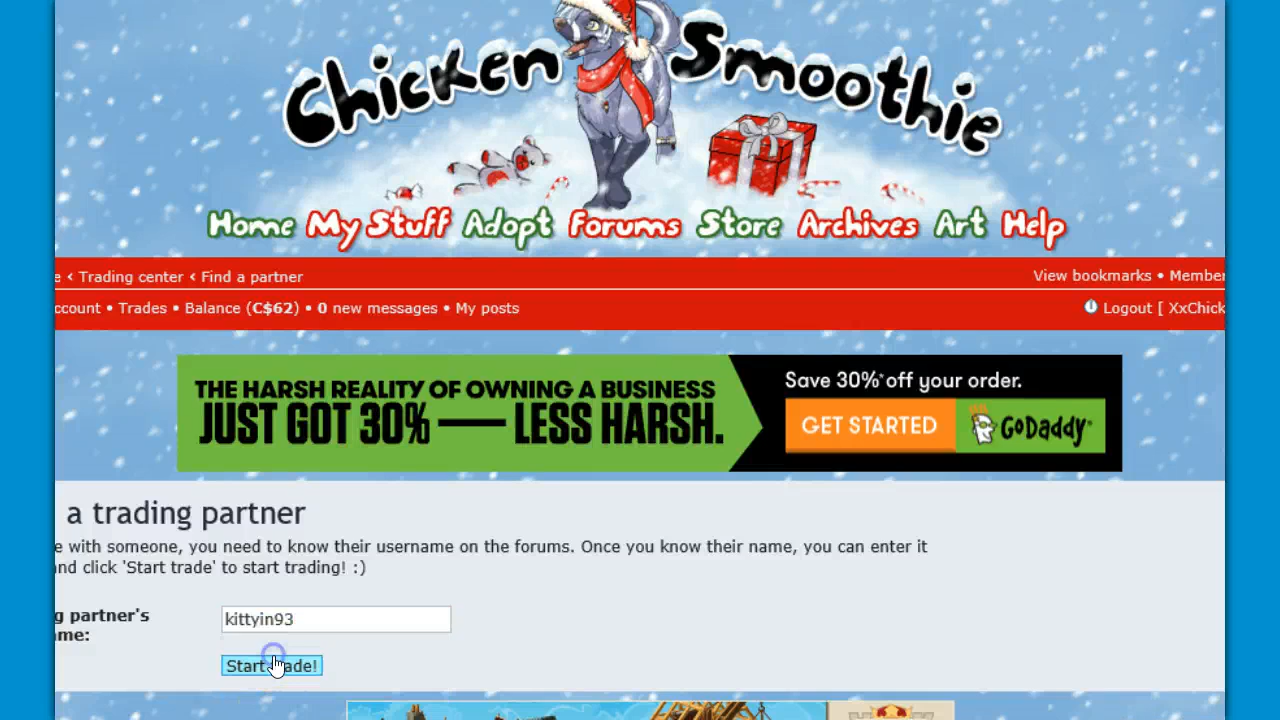 Chicken Smoothie
Home My Stuff Adopt Forums Store Archives Art Help
e ‹ Trading center ‹ Find a partner
View bookmarks • Member
ccount • Trades • Balance (C$62) • 0 new messages • My posts
Logout [ XxChick
THE HARSH REALITY OF OWNING A BUSINESS
JUST GOT 30% — LESS HARSH.
Save 30%* off your order.
GET STARTED
GoDaddy
a trading partner
e with someone, you need to know their username on the forums. Once you know their name, you can enter it
and click 'Start trade' to start trading! :)
g partner's
me:
kittyin93
Start trade!